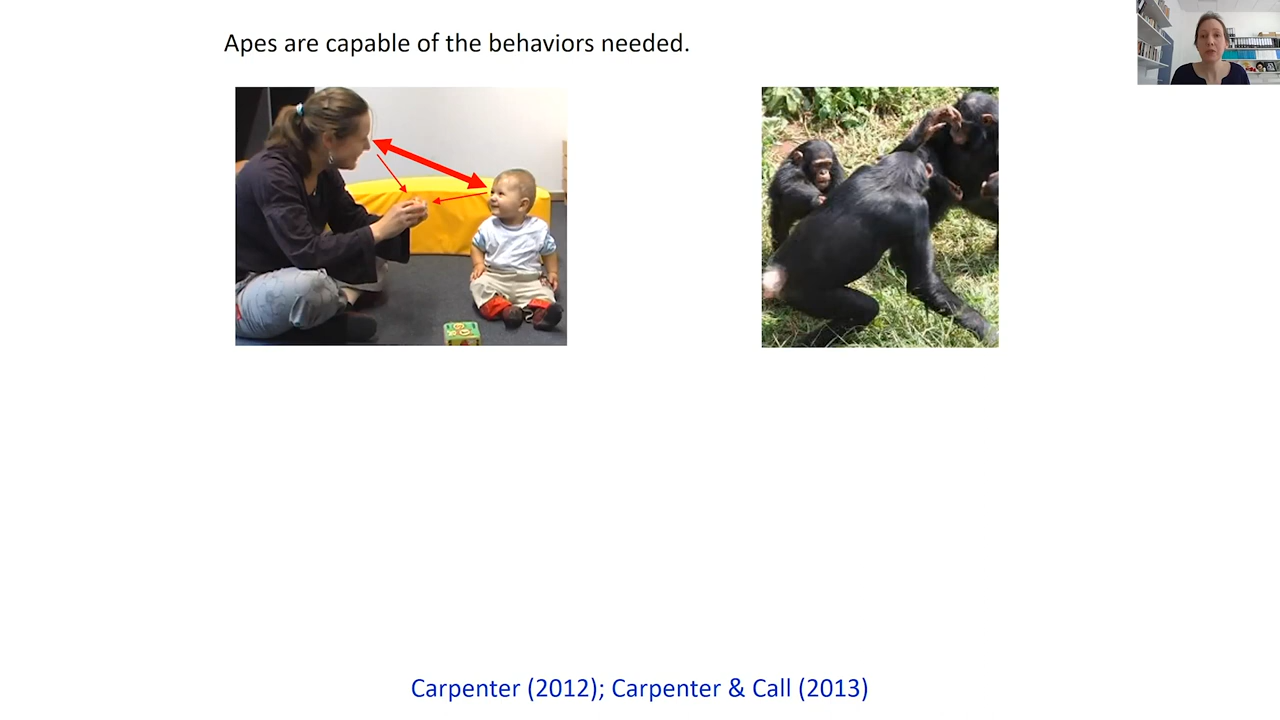 Apes are capable of the behaviors needed.
Carpenter (2012); Carpenter & Call (2013)